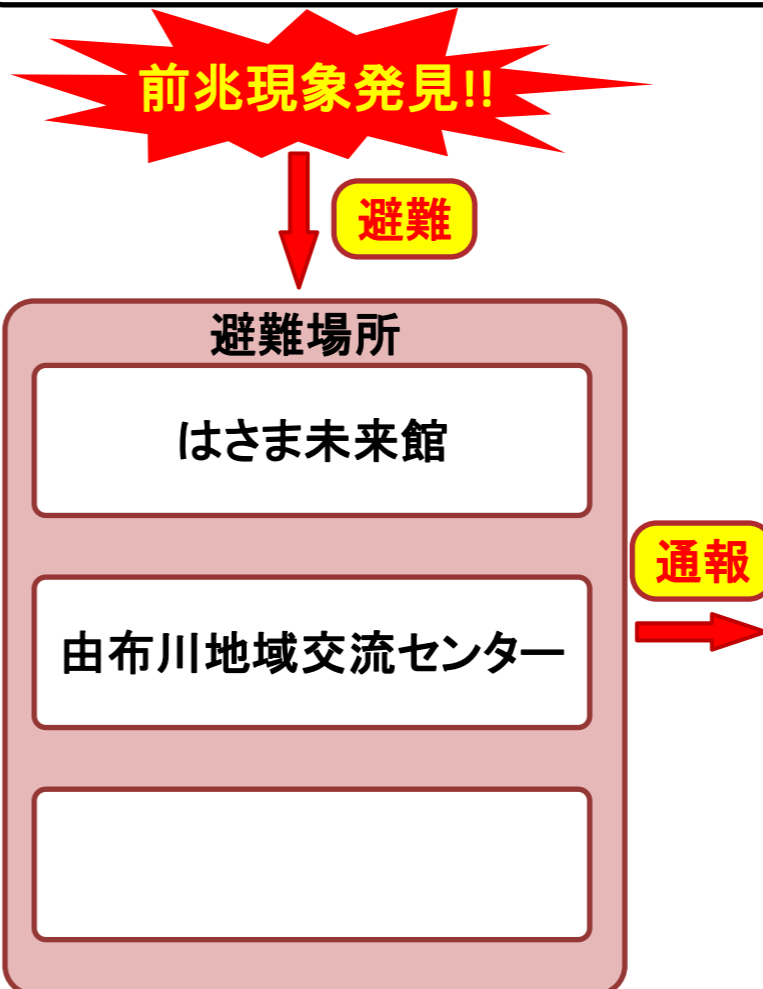 前兆現象発見!!
避難
避難場所
はさま未来館
通報
由布川地域交流センター